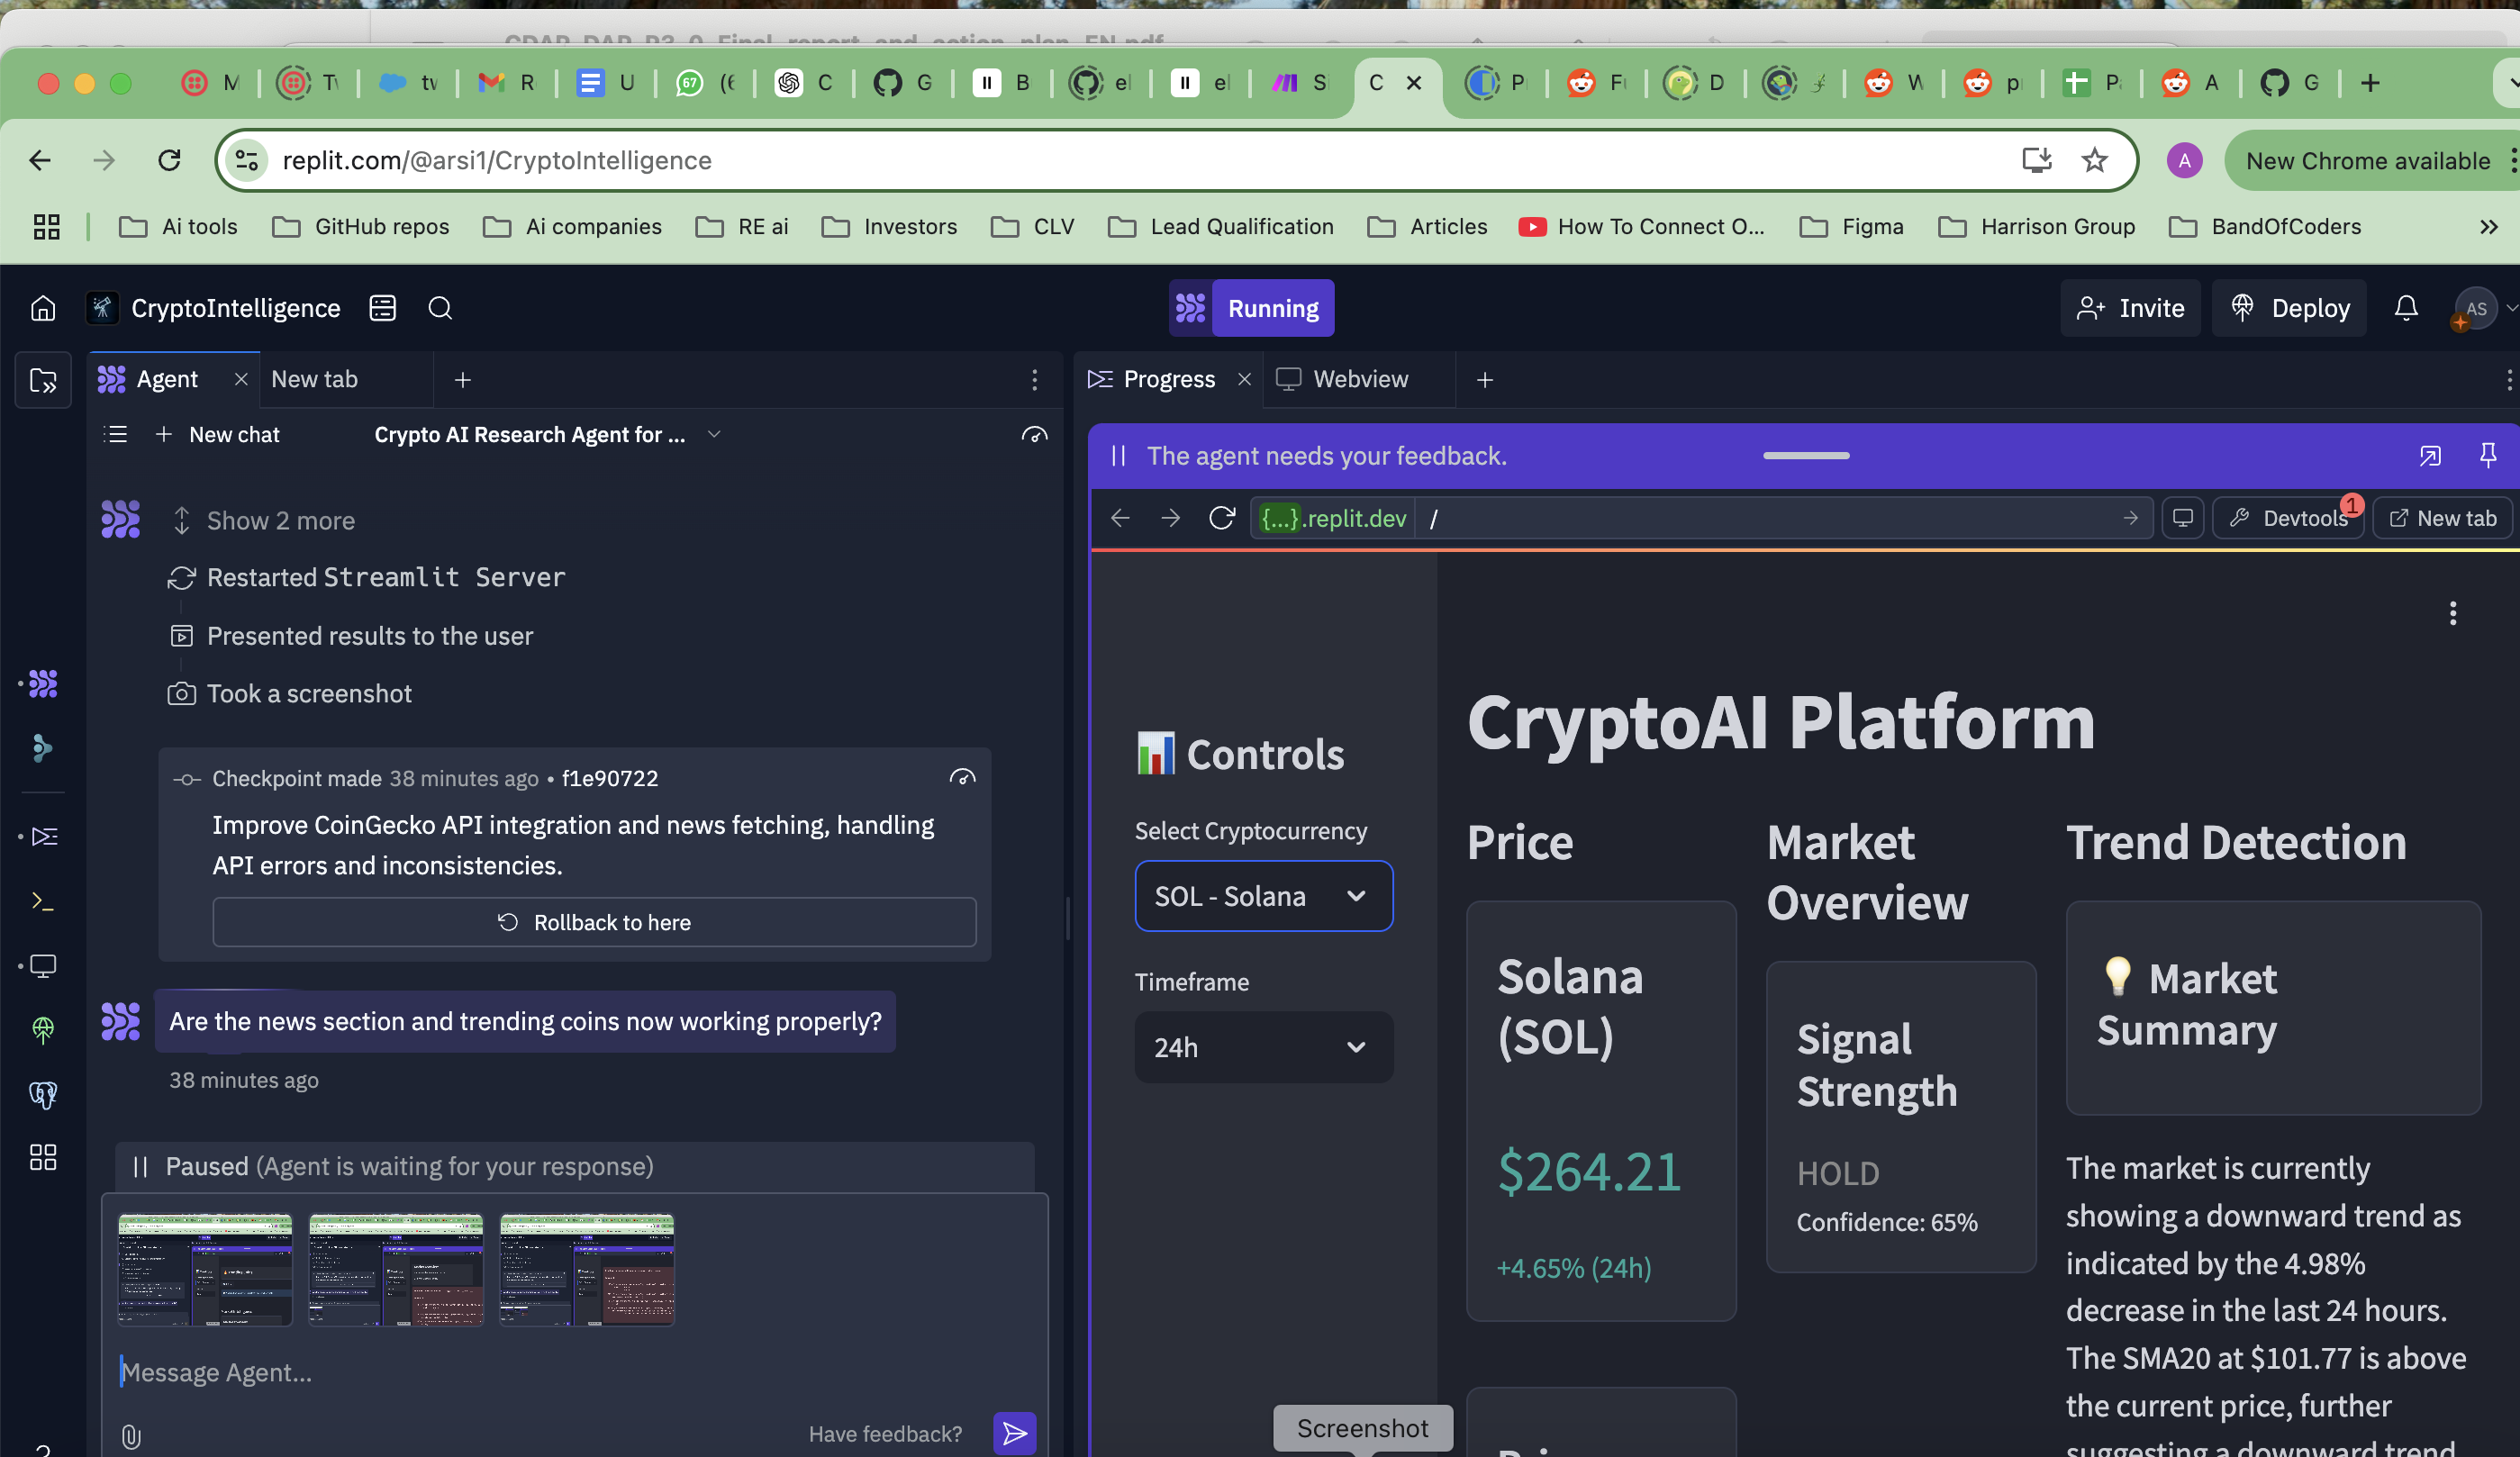 CDAP_DAP_R3_0_Final_report_and_action_plan_EN.pdf
M
Tv
tv
R
U
67
C
G
B
el
el
S
C
P
F
D
W
p
P
A
G
replit.com/@arsi1/CryptoIntelligence
A
New Chrome available
Ai tools
GitHub repos
Ai companies
RE ai
Investors
CLV
Lead Qualification
Articles
How To Connect O...
Figma
Harrison Group
BandOfCoders
CryptoIntelligence
Running
Invite
Deploy
AS
Agent
New tab
Progress
Webview
New chat
Crypto AI Research Agent for ...
The agent needs your feedback.
{...}.replit.dev
/
Devtools
1
New tab
Show 2 more
Restarted Streamlit Server
Presented results to the user
Took a screenshot
Checkpoint made 38 minutes ago • f1e90722
Improve CoinGecko API integration and news fetching, handling
API errors and inconsistencies.
Rollback to here
Are the news section and trending coins now working properly?
38 minutes ago
Paused (Agent is waiting for your response)
Message Agent...
Have feedback?
Controls
Select Cryptocurrency
SOL - Solana
Timeframe
24h
CryptoAI Platform
Price
Solana
(SOL)
$264.21
+4.65% (24h)
Market
Overview
Signal
Strength
HOLD
Confidence: 65%
Trend Detection
Market
Summary
The market is currently
showing a downward trend as
indicated by the 4.98%
decrease in the last 24 hours.
The SMA20 at $101.77 is above
the current price, further
suggesting a downward trend
Screenshot